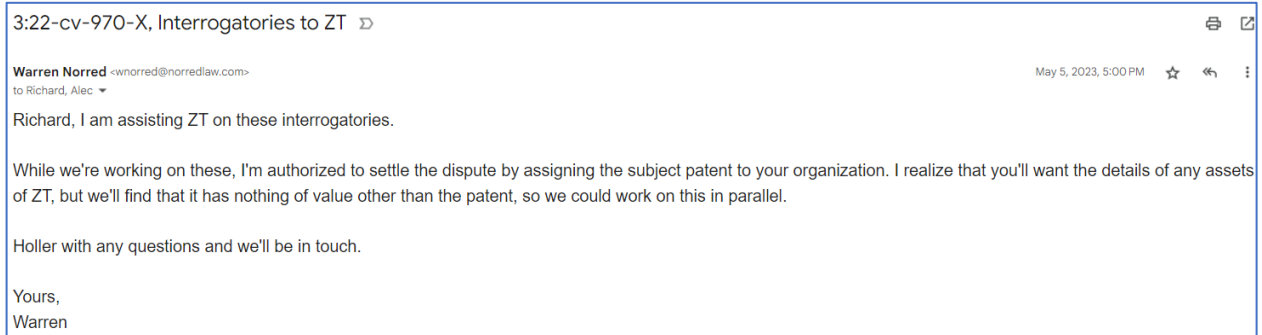 3:22-cv-970-X, Interrogatories to ZT
Warren Norred <wnorred@norredlaw.com>
May 5, 2023, 5:00 PM
to Richard, Alec
Richard, I am assisting ZT on these interrogatories.
While we're working on these, I'm authorized to settle the dispute by assigning the subject patent to your organization. I realize that you'll want the details of any assets
of ZT, but we'll find that it has nothing of value other than the patent, so we could work on this in parallel.
Holler with any questions and we'll be in touch.
Yours,
Warren